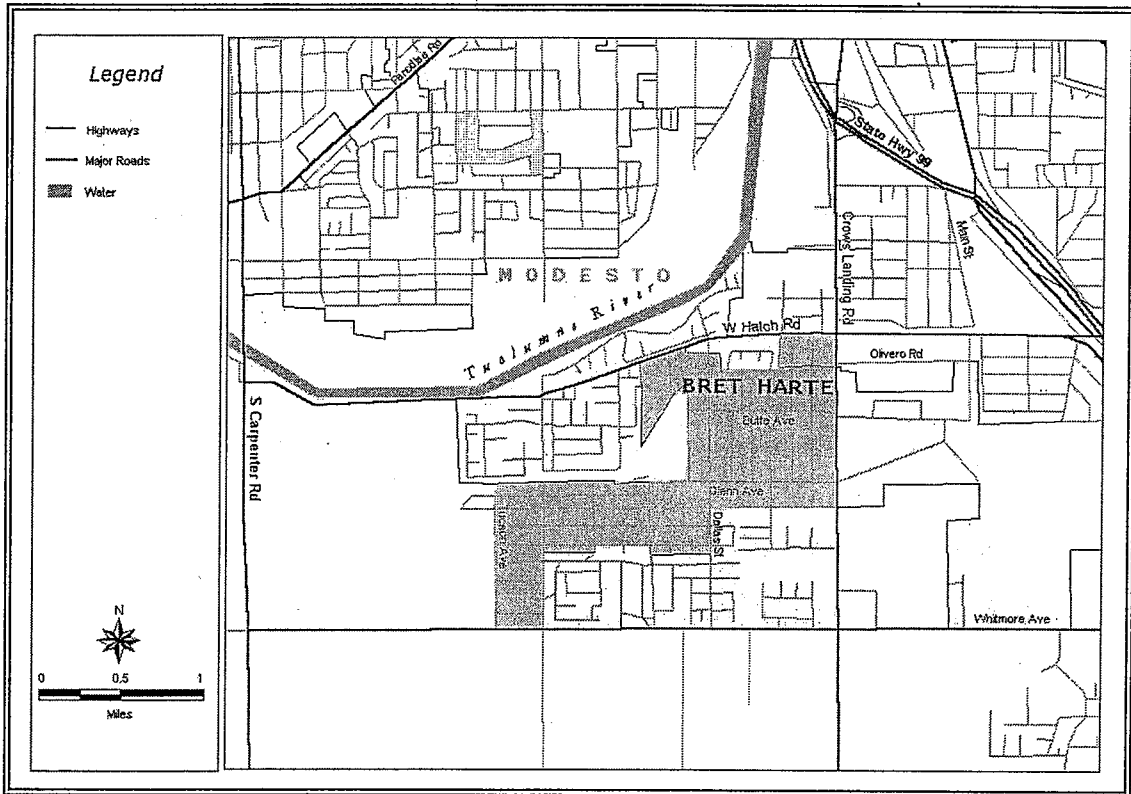 Legend
Highways
Major Roads
Water
N
0 0.5 1
Miles
Paradise Rd
State Hwy 99
Main St
Crows Landing Rd
MODESTO
Tuolumne River
W Hatch Rd
Olivero Rd
BRET HARTE
Butte Ave
S Carpenter Rd
Glenn Ave
Dallas St
Whitmore Ave